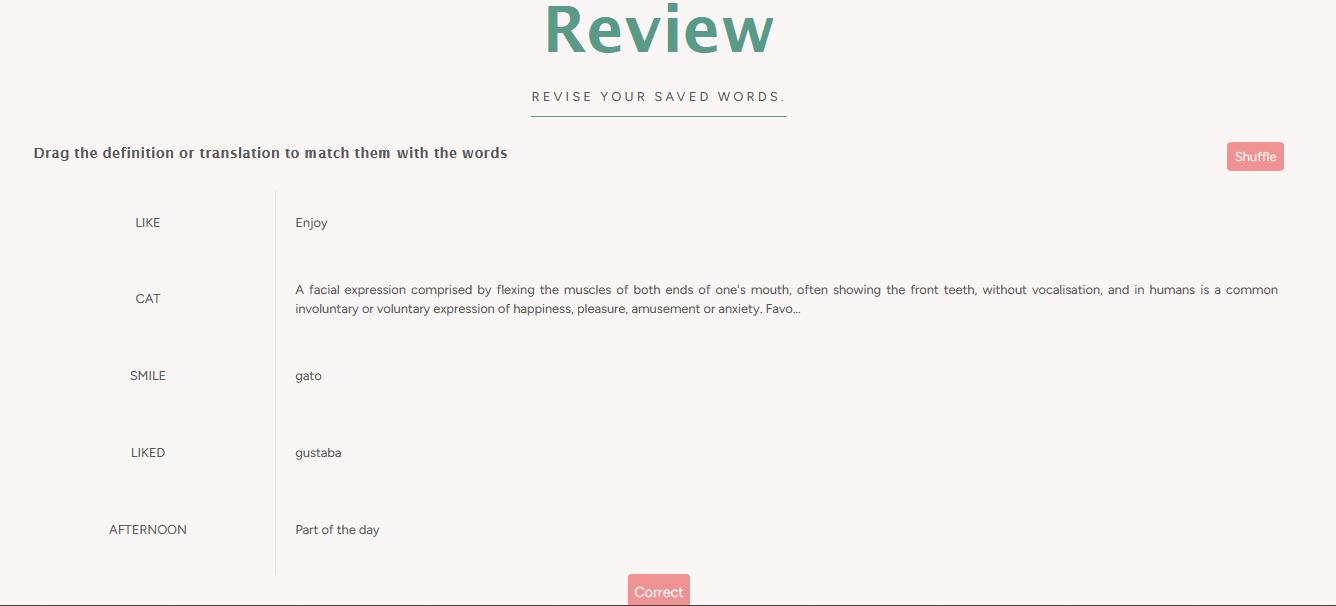 Review
REVISE YOUR SAVED WORDS.
Drag the definition or translation to match them with the words
Shuffle
LIKE
Enjoy
CAT
A facial expression comprised by flexing the muscles of both ends of one's mouth, often showing the front teeth, without vocalisation, and in humans is a common
involuntary or voluntary expression of happiness, pleasure, amusement or anxiety. Favo...
SMILE
gato
LIKED
gustaba
AFTERNOON
Part of the day
Correct